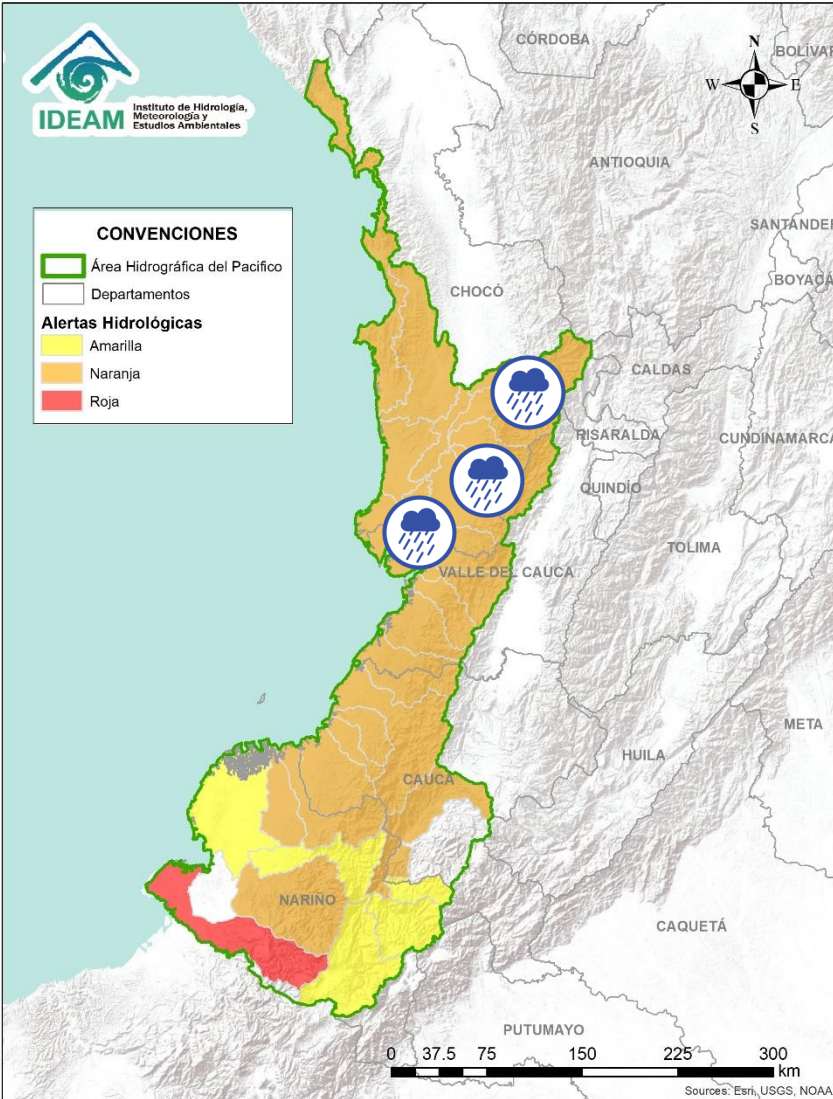 IDEAM
Instituto de Hidrología,
Meteorología y
Estudios Ambientales
CONVENCIONES
Área Hidrográfica del Pacifico
Departamentos
Alertas Hidrológicas
Amarilla
Naranja
Roja
N
W
E
S
CÓRDOBA
BOLÍVAR
ANTIOQUIA
SANTANDER
BOYACÁ
CHOCÓ
CALDAS
RISARALDA
CUNDINAMARCA
QUINDÍO
TOLIMA
VALLE DEL CAUCA
META
HUILA
CAUCA
NARIÑO
CAQUETÁ
PUTUMAYO
0 37.5 75 150 225 300
km
Sources: Esri, USGS, NOAA